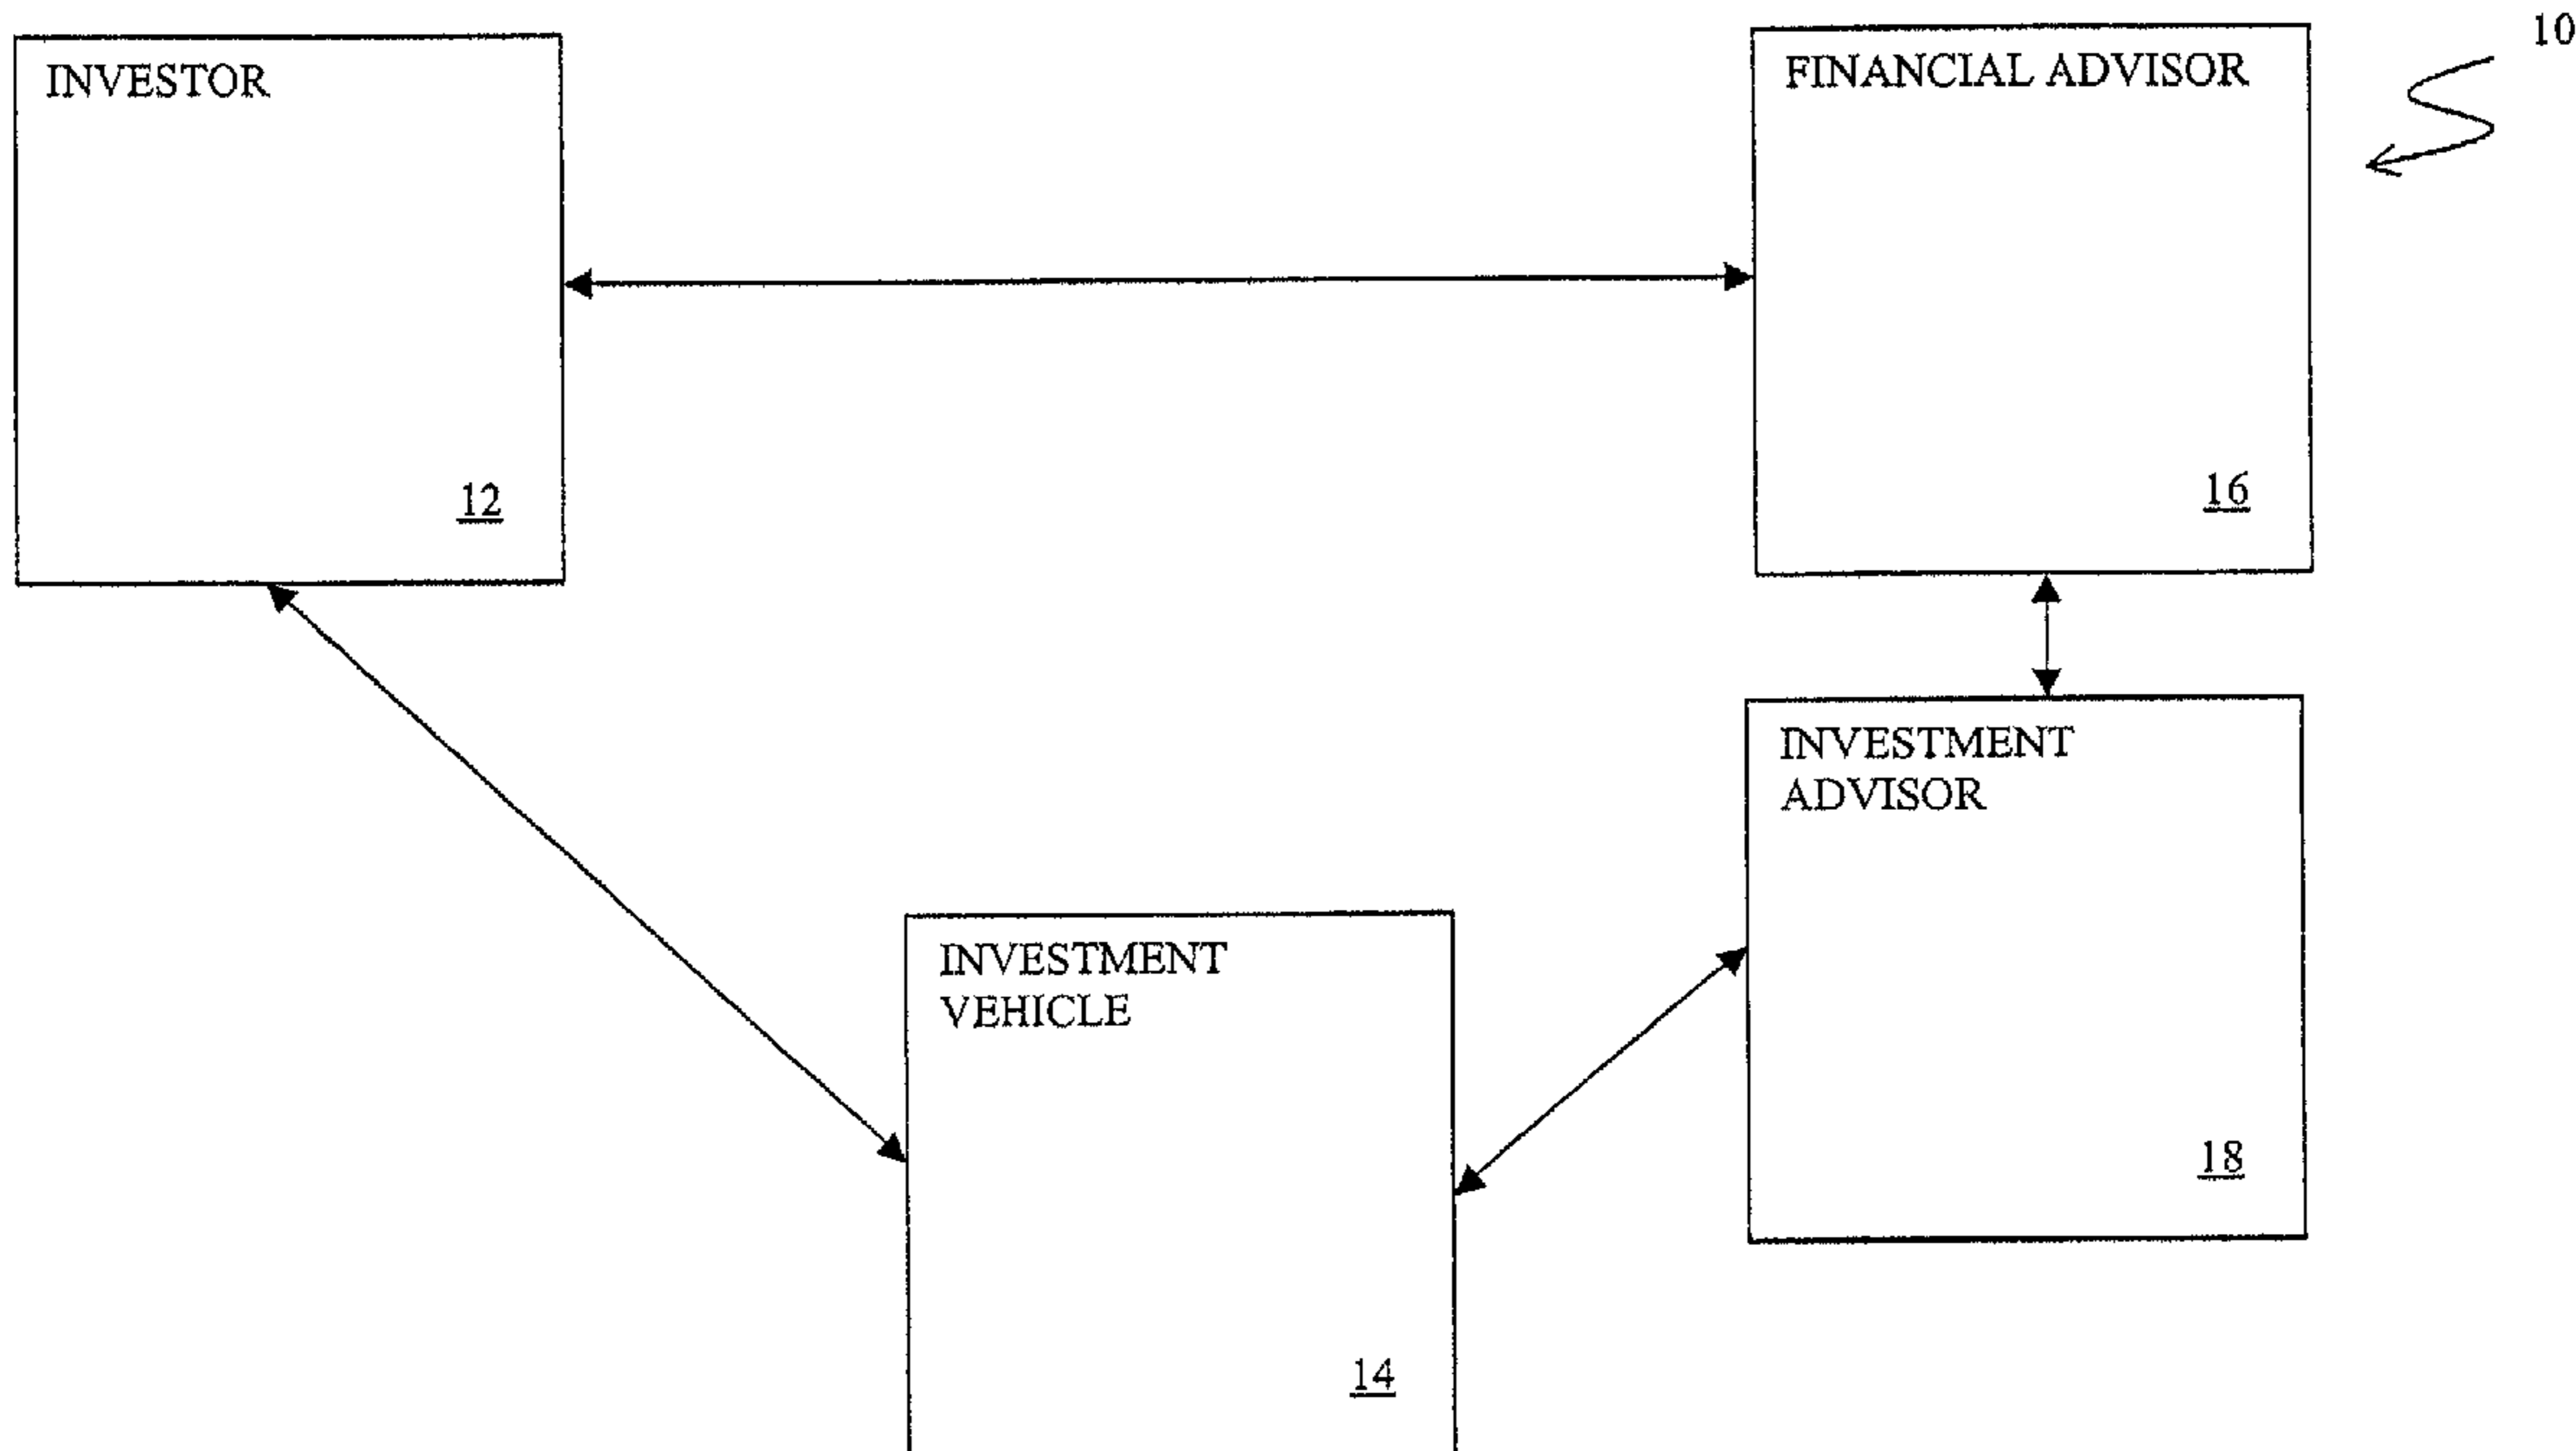 10
INVESTOR
12
FINANCIAL ADVISOR
16
INVESTMENT
ADVISOR
18
INVESTMENT
VEHICLE
14